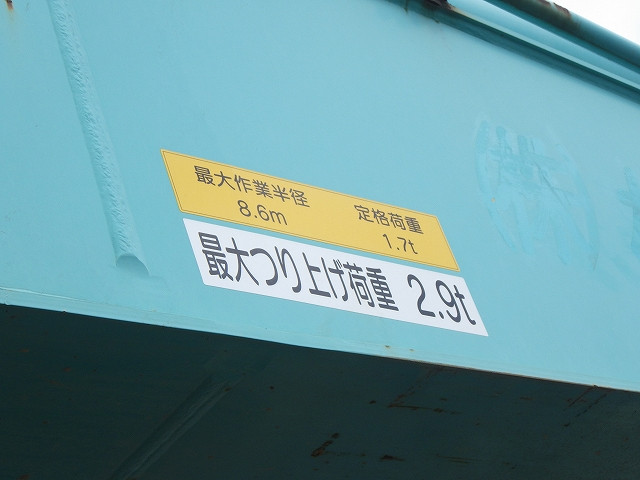 最大作業半径 定格荷重
8.6m 1.7t
最大つり上げ荷重 2.9t